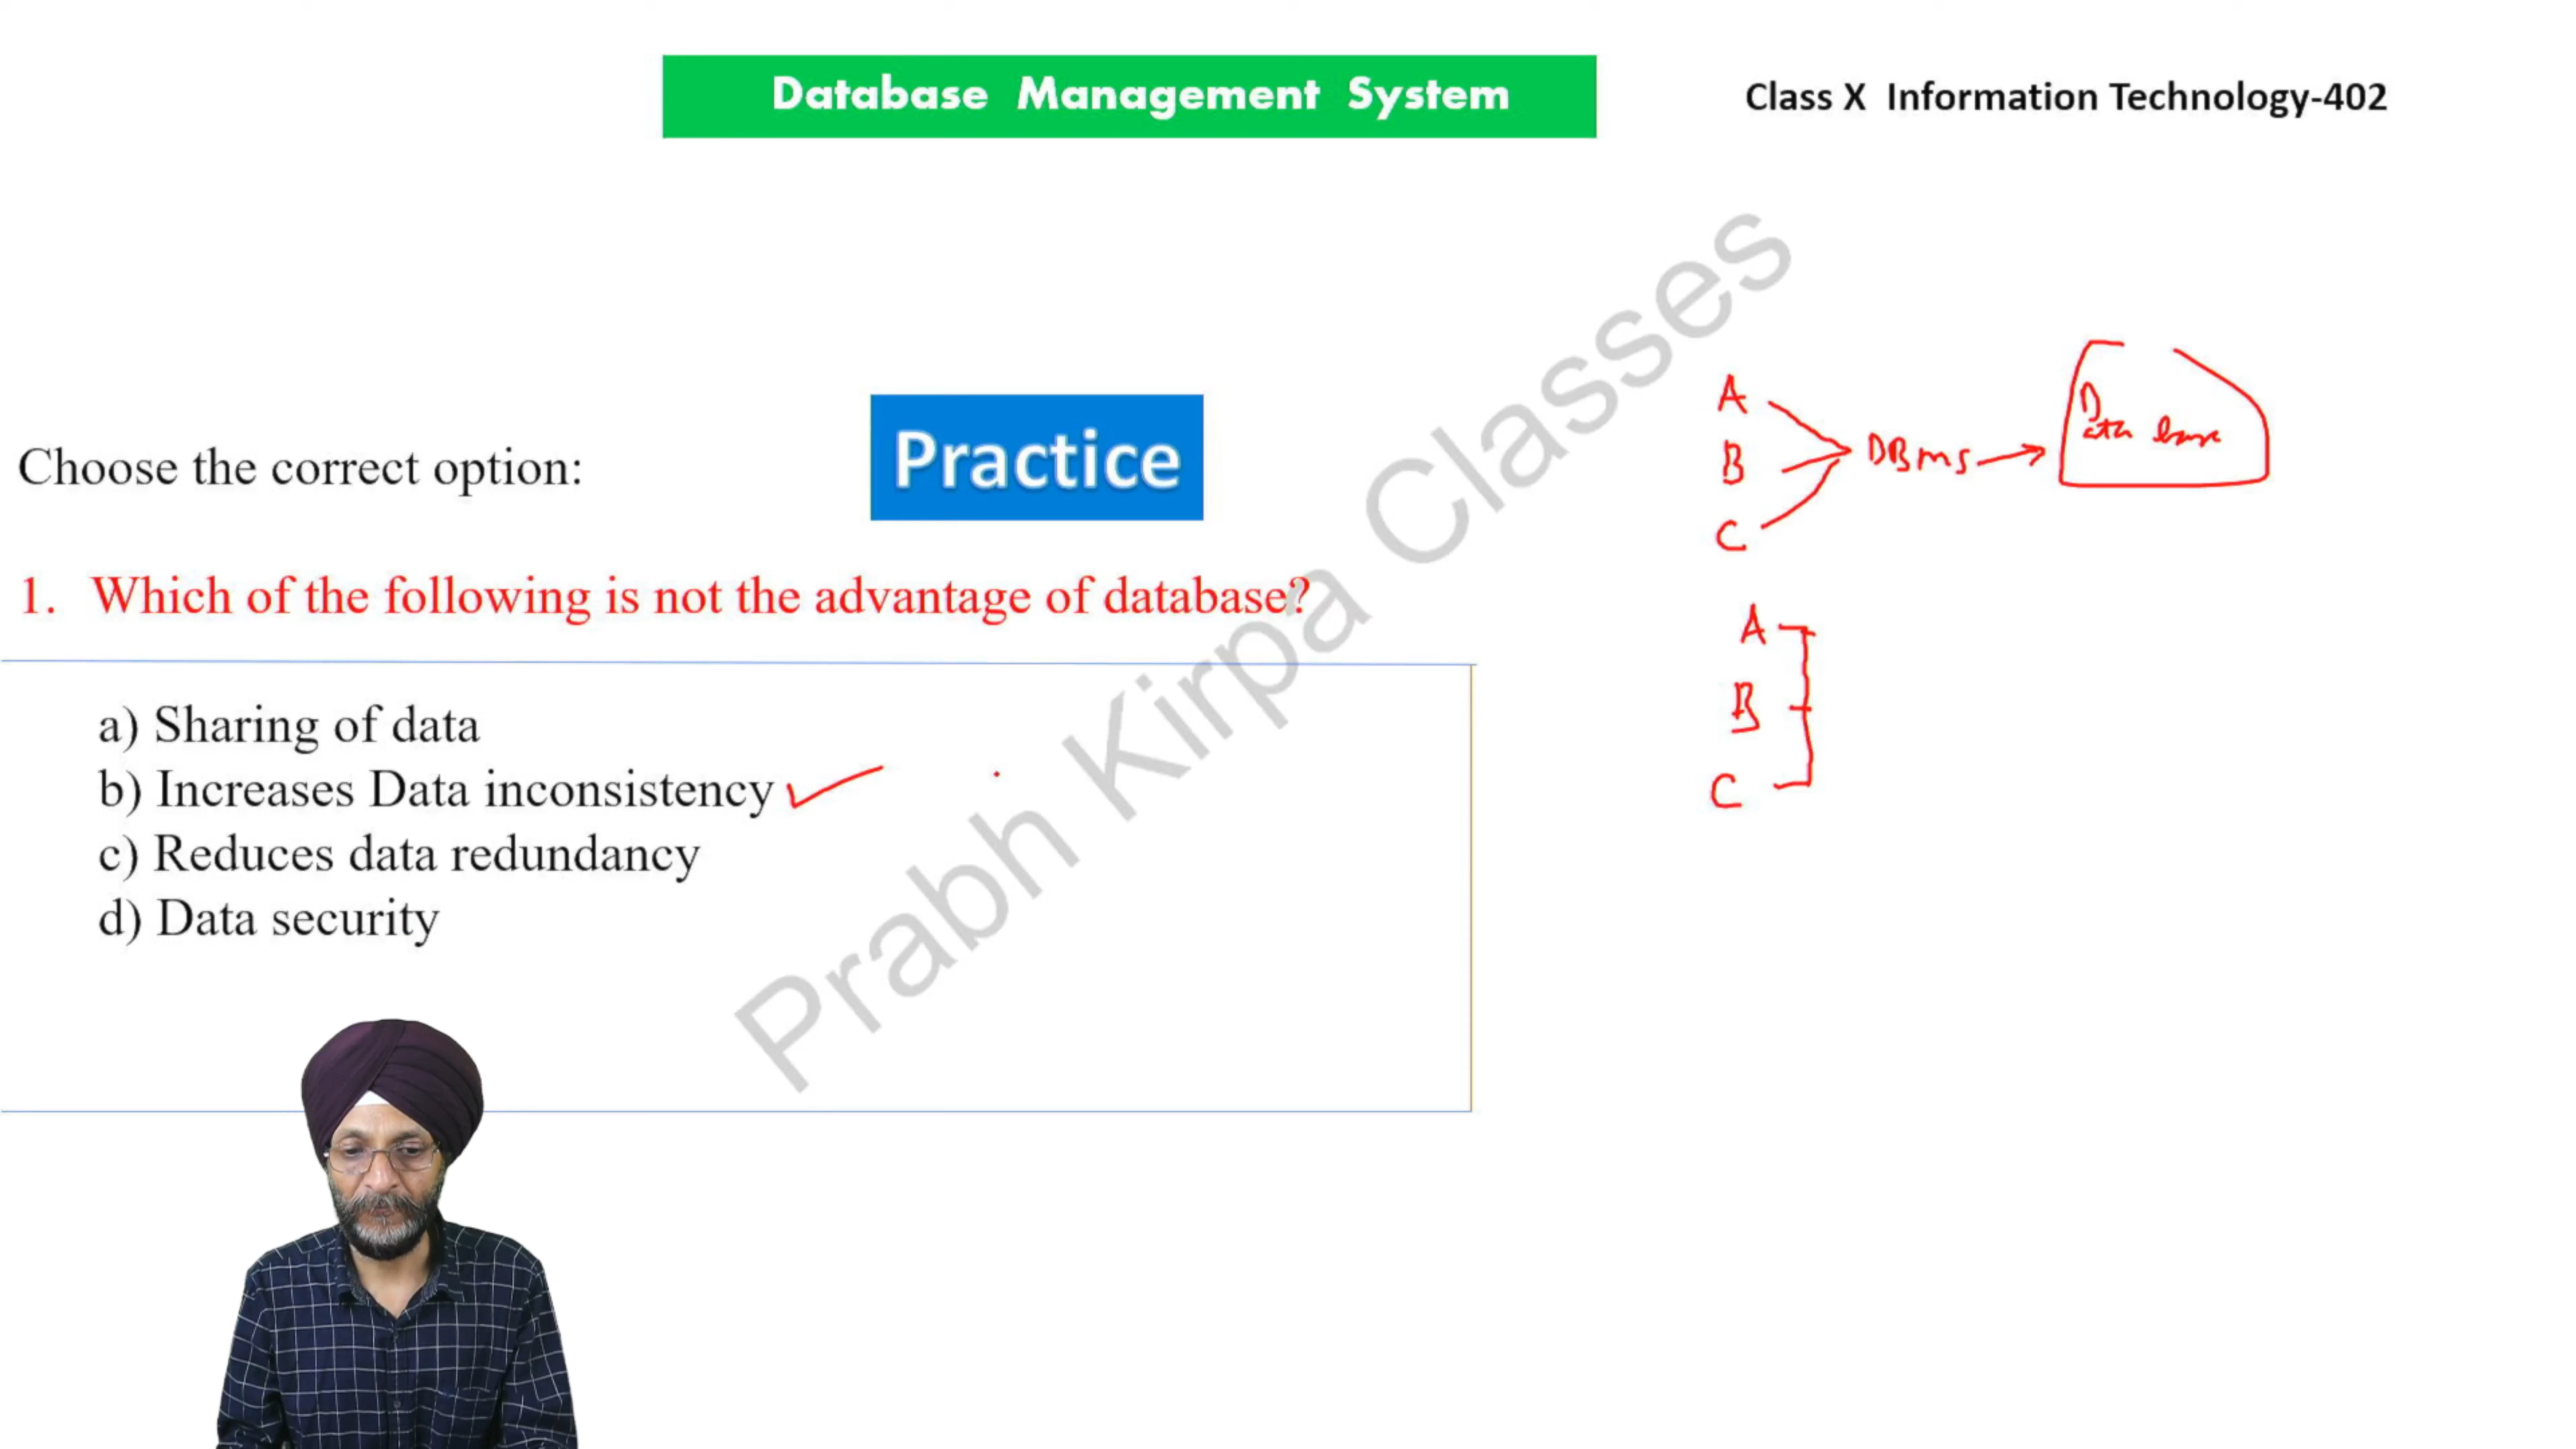 Database Management System
Class X Information Technology-402
Choose the correct option:
Practice
1. Which of the following is not the advantage of database?
a) Sharing of data
b) Increases Data inconsistency
c) Reduces data redundancy
d) Data security
A
B
C
DBMS
Data base
A
B
C
Prabh Kirpa Classes